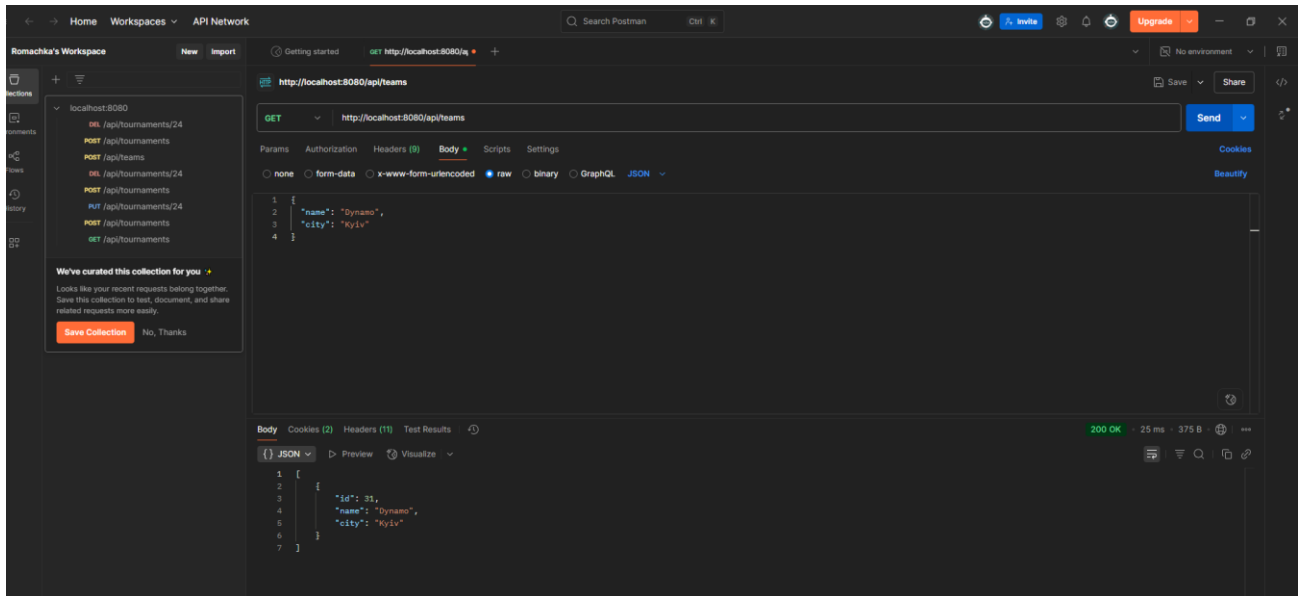 Home Workspaces API Network Search Postman Ctrl K Invite Upgrade
Romachka's Workspace New Import Getting started GET http://localhost:8080/a No environment
http://localhost:8080/api/teams Save Share
lections
localhost:8080
DEL /api/tournaments/24
POST /api/tournaments
POST /api/teams
DEL /api/tournaments/24
POST /api/tournaments
PUT /api/tournaments/24
POST /api/tournaments
GET /api/tournaments
ronments
Flows
istory
We've curated this collection for you
Looks like your recent requests belong together.
Save this collection to test, document, and share
related requests more easily.
Save Collection No, Thanks
GET http://localhost:8080/api/teams Send
Params Authorization Headers (9) Body Scripts Settings Cookies
none form-data x-www-form-urlencoded raw binary GraphQL JSON Beautify
1 {
2 "name": "Dynamo",
3 "city": "Kyiv"
4 }
Body Cookies (2) Headers (11) Test Results 200 OK 25 ms 375 B
{} JSON Preview Visualize
1 [
2 {
3 "id": 31,
4 "name": "Dynamo",
5 "city": "Kyiv"
6 }
7 ]